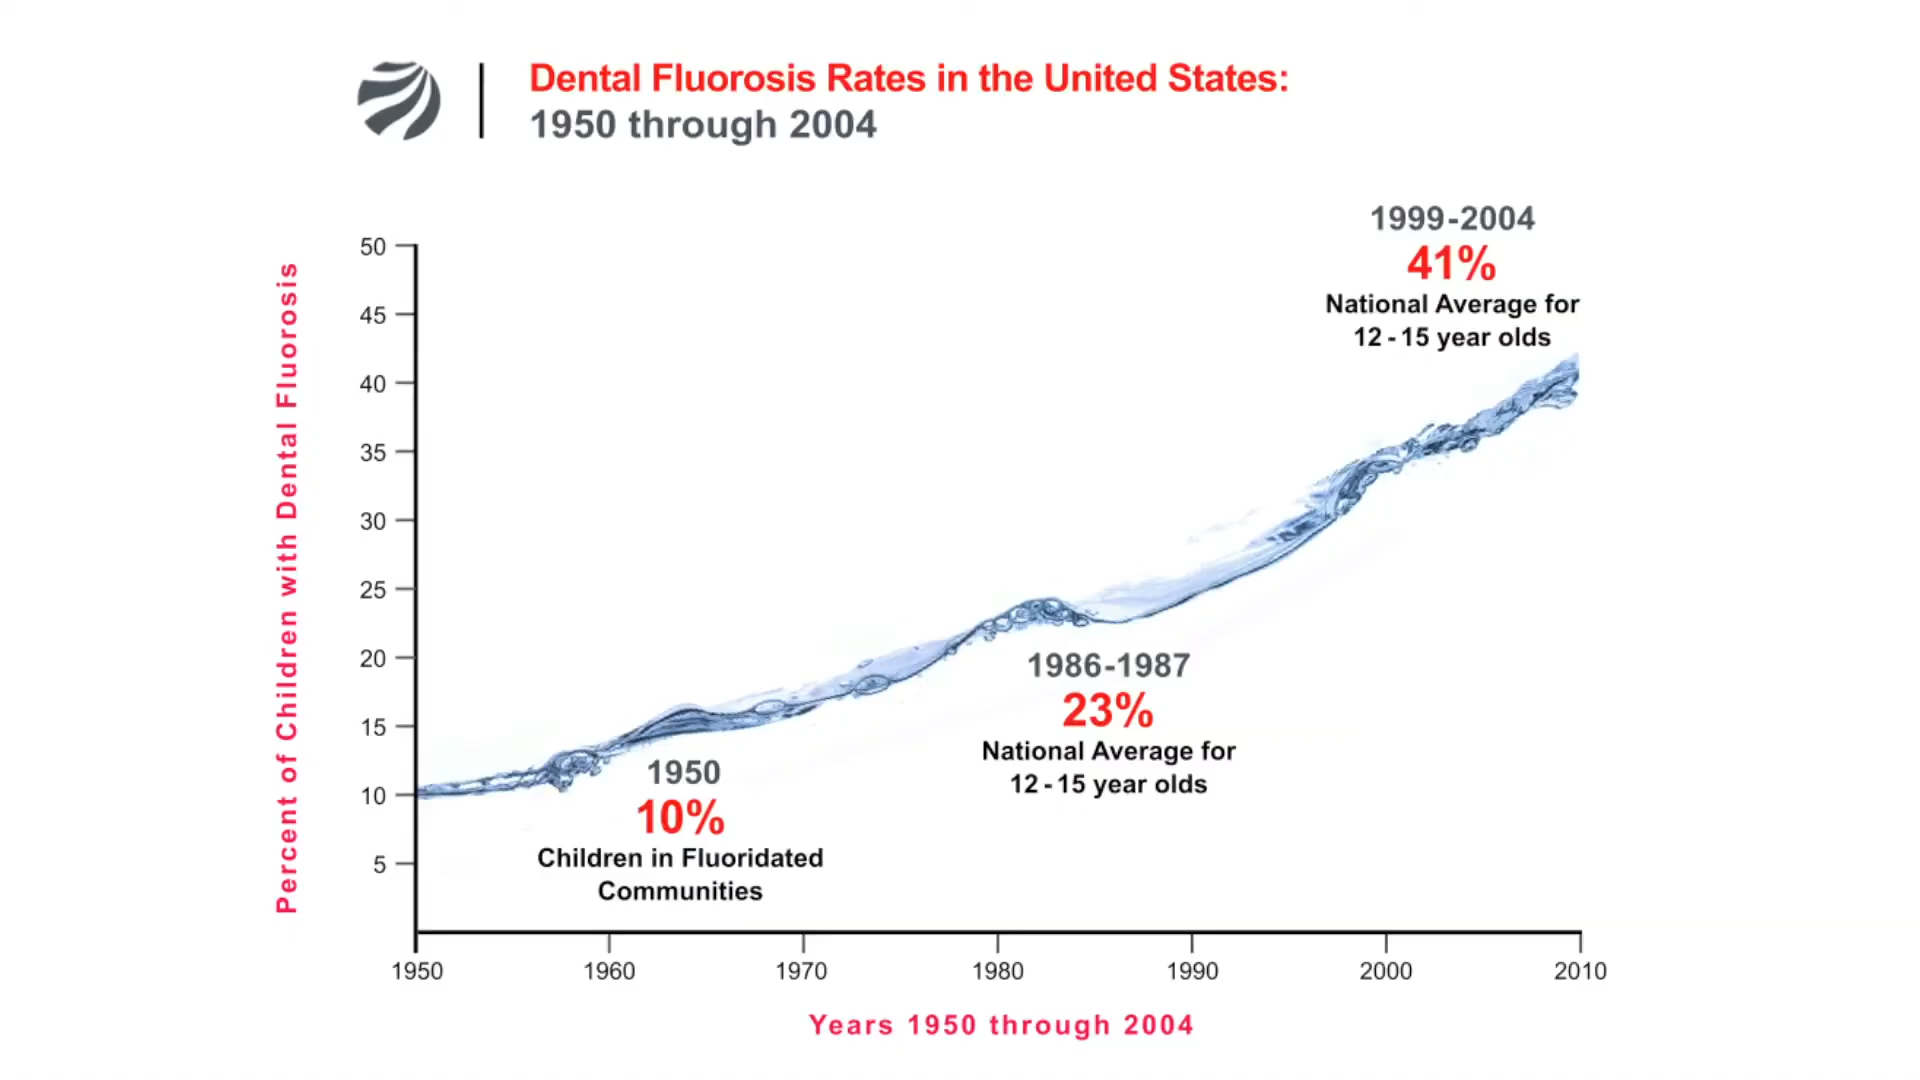 Dental Fluorosis Rates in the United States:
1950 through 2004
Percent of Children with Dental Fluorosis
50
45
40
35
30
25
20
15
10
5
1999-2004
41%
National Average for
12-15 year olds
1986-1987
23%
National Average for
12-15 year olds
1950
10%
Children in Fluoridated
Communities
1950 1960 1970 1980 1990 2000 2010
Years 1950 through 2004